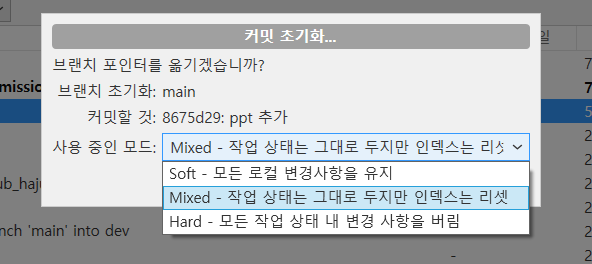 커밋 초기화...
일
브랜치 포인터를 옮기겠습니까?
mission
브랜치 초기화: main
커밋할 것: 8675d29: ppt 추가
사용 중인 모드: Mixed - 작업 상태는 그대로 두지만 인덱스는 리셋
Soft - 모든 로컬 변경사항을 유지
ub_haj
Mixed - 작업 상태는 그대로 두지만 인덱스는 리셋
Hard - 모든 작업 상태 내 변경 사항을 버림
nch 'main' into dev
-